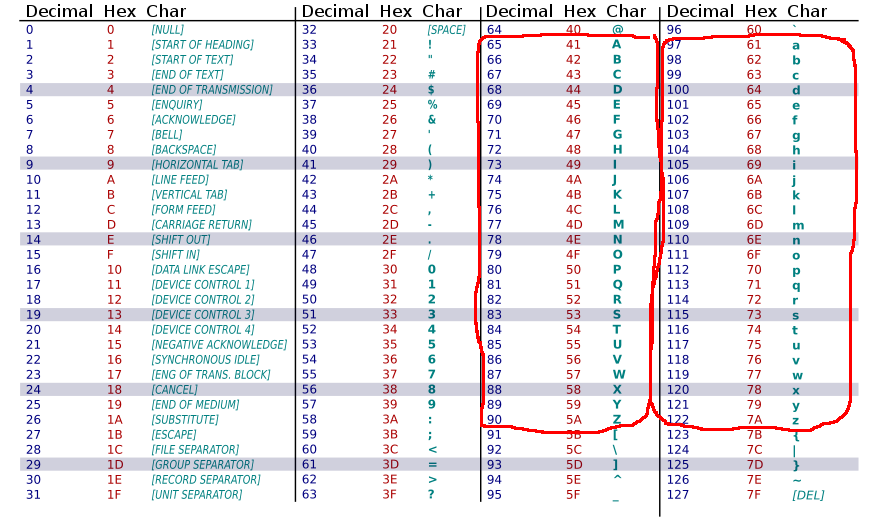 Decimal Hex Char Decimal Hex Char Decimal Hex Char Decimal Hex Char
0 0 [NULL] 32 20 [SPACE] 64 40 @ 96 60 `
1 1 [START OF HEADING] 33 21 ! 65 41 A 97 61 a
2 2 [START OF TEXT] 34 22 " 66 42 B 98 62 b
3 3 [END OF TEXT] 35 23 # 67 43 C 99 63 c
4 4 [END OF TRANSMISSION] 36 24 $ 68 44 D 100 64 d
5 5 [ENQUIRY] 37 25 % 69 45 E 101 65 e
6 6 [ACKNOWLEDGE] 38 26 & 70 46 F 102 66 f
7 7 [BELL] 39 27 ' 71 47 G 103 67 g
8 8 [BACKSPACE] 40 28 ( 72 48 H 104 68 h
9 9 [HORIZONTAL TAB] 41 29 ) 73 49 I 105 69 i
10 A [LINE FEED] 42 2A * 74 4A J 106 6A j
11 B [VERTICAL TAB] 43 2B + 75 4B K 107 6B k
12 C [FORM FEED] 44 2C , 76 4C L 108 6C l
13 D [CARRIAGE RETURN] 45 2D - 77 4D M 109 6D m
14 E [SHIFT OUT] 46 2E . 78 4E N 110 6E n
15 F [SHIFT IN] 47 2F / 79 4F O 111 6F o
16 10 [DATA LINK ESCAPE] 48 30 0 80 50 P 112 70 p
17 11 [DEVICE CONTROL 1] 49 31 1 81 51 Q 113 71 q
18 12 [DEVICE CONTROL 2] 50 32 2 82 52 R 114 72 r
19 13 [DEVICE CONTROL 3] 51 33 3 83 53 S 115 73 s
20 14 [DEVICE CONTROL 4] 52 34 4 84 54 T 116 74 t
21 15 [NEGATIVE ACKNOWLEDGE] 53 35 5 85 55 U 117 75 u
22 16 [SYNCHRONOUS IDLE] 54 36 6 86 56 V 118 76 v
23 17 [ENG OF TRANS. BLOCK] 55 37 7 87 57 W 119 77 w
24 18 [CANCEL] 56 38 8 88 58 X 120 78 x
25 19 [END OF MEDIUM] 57 39 9 89 59 Y 121 79 y
26 1A [SUBSTITUTE] 58 3A : 90 5A Z 122 7A z
27 1B [ESCAPE] 59 3B ; 91 5B [ 123 7B {
28 1C [FILE SEPARATOR] 60 3C < 92 5C \ 124 7C |
29 1D [GROUP SEPARATOR] 61 3D = 93 5D ] 125 7D }
30 1E [RECORD SEPARATOR] 62 3E > 94 5E ^ 126 7E ~
31 1F [UNIT SEPARATOR] 63 3F ? 95 5F _ 127 7F [DEL]